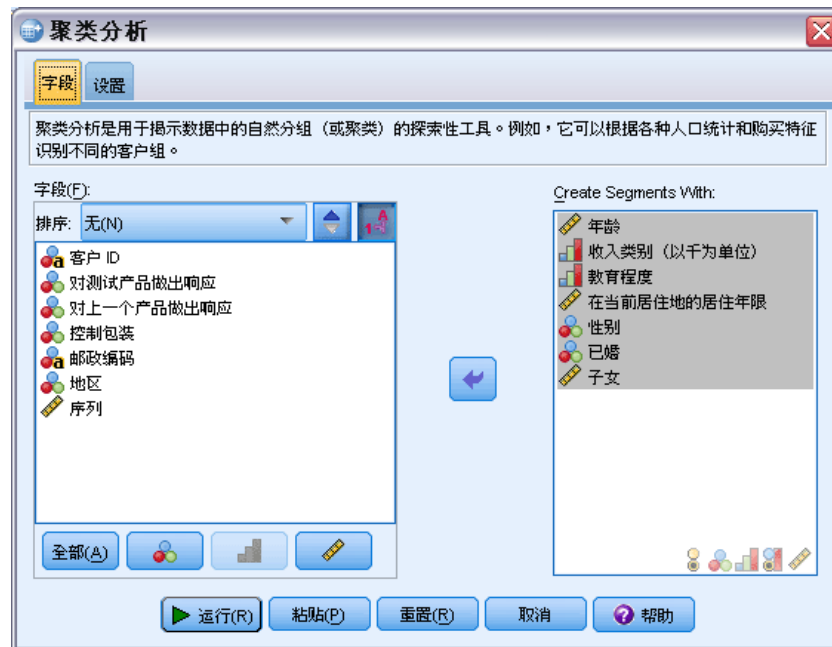 聚类分析
字段 设置
聚类分析是用于揭示数据中的自然分组（或聚类）的探索性工具。例如，它可以根据各种人口统计和购买特征
识别不同的客户组。
字段(F):
排序: 无(N)
客户 ID
对测试产品做出响应
对上一个产品做出响应
控制包装
邮政编码
地区
序列
全部(A)
Create Segments With:
年龄
收入类别（以千为单位）
教育程度
在当前居住地的居住年限
性别
已婚
子女
运行(R) 粘贴(P) 重置(R) 取消 帮助